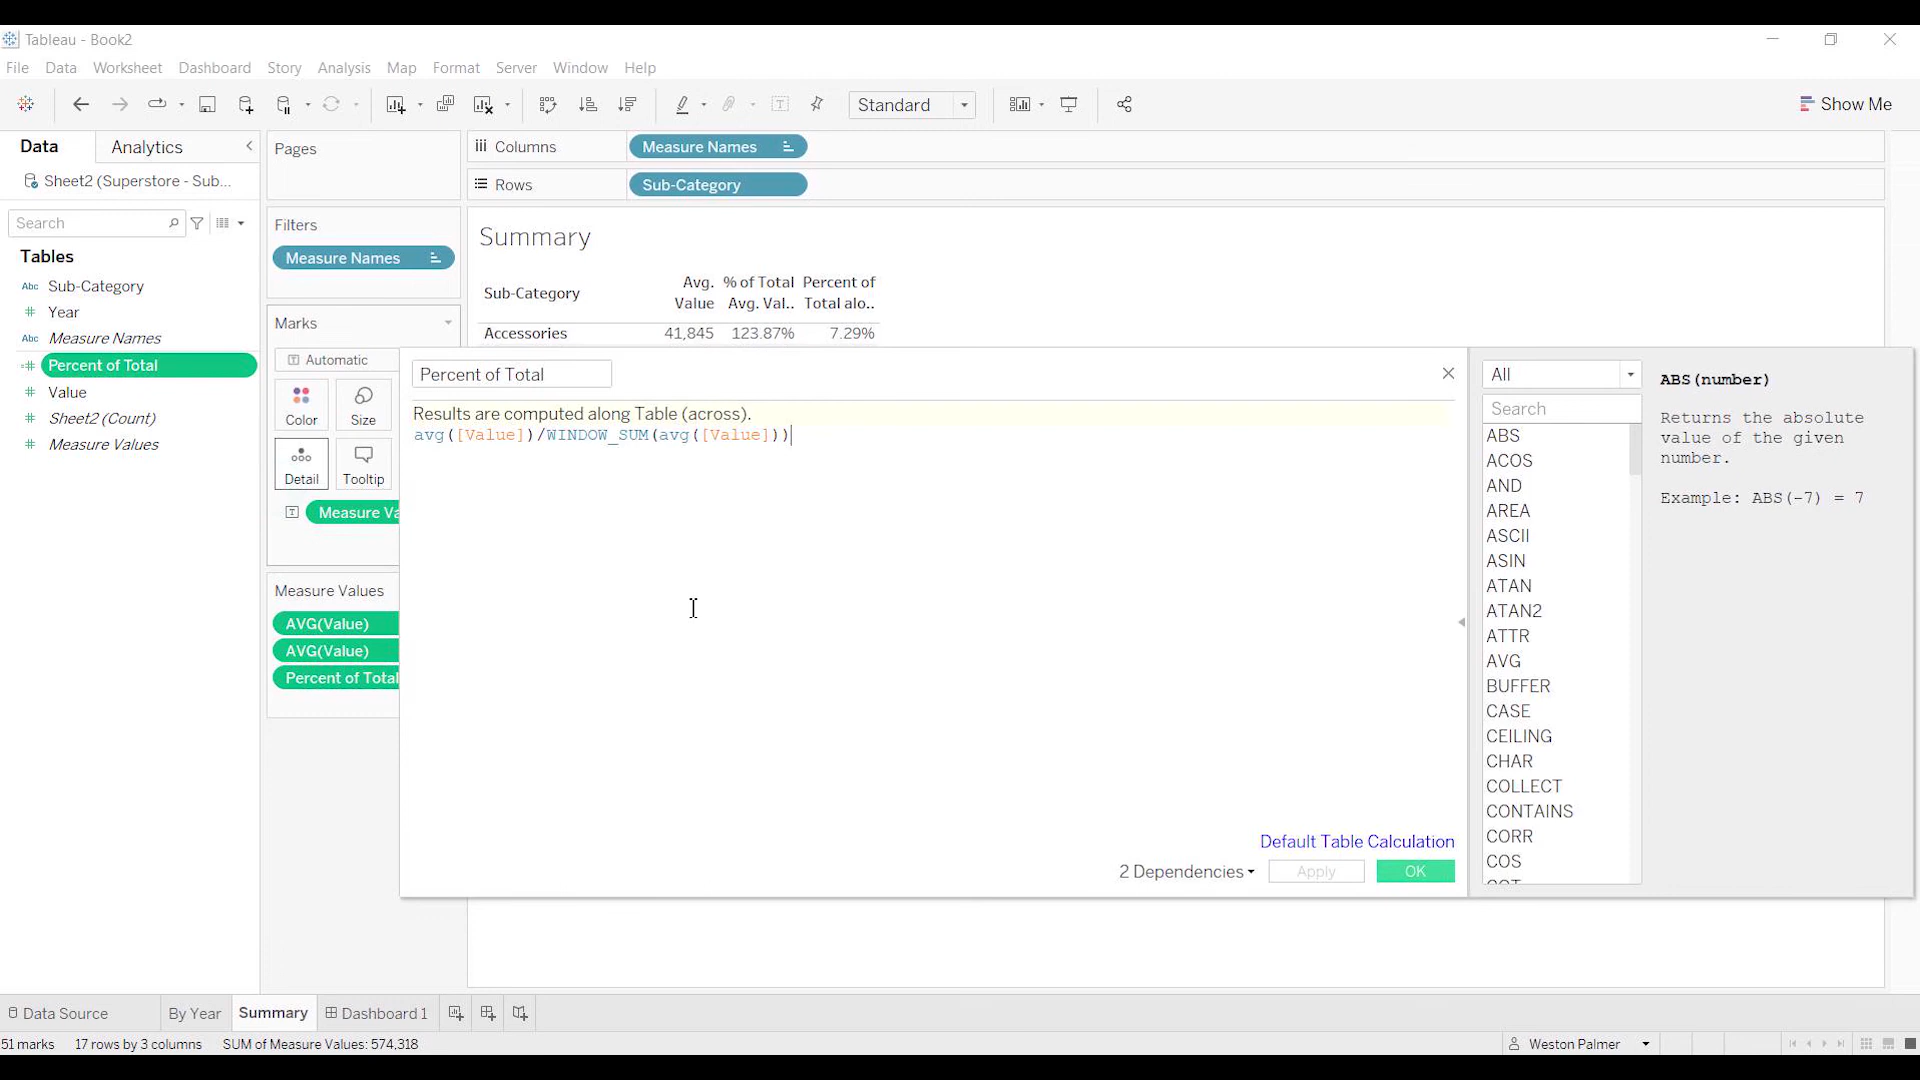 Tableau - Book2
File Data Worksheet Dashboard Story Analysis Map Format Server Window Help
Standard
Show Me
Data Analytics
Pages
iii Columns Measure Names
Rows Sub-Category
Sheet2 (Superstore - Sub...
Search
Tables
Abc Sub-Category
# Year
Abc Measure Names
=# Percent of Total
# Value
# Sheet2 (Count)
# Measure Values
Filters
Measure Names
Marks
Automatic
Color Size
Detail Tooltip
Measure Va
Measure Values
AVG(Value)
AVG(Value)
Percent of Total
Summary
Sub-Category
Avg. Value
% of Total Avg. Val..
Percent of Total alo..
Accessories 41,845 123.87% 7.29%
Percent of Total
Results are computed along Table (across).
avg([Value])/WINDOW_SUM(avg([Value]))
Default Table Calculation
2 Dependencies Apply OK
All
Search
ABS
ACOS
AND
AREA
ASCII
ASIN
ATAN
ATAN2
ATTR
AVG
BUFFER
CASE
CEILING
CHAR
COLLECT
CONTAINS
CORR
COS
ABS(number)
Returns the absolute
value of the given
number.
Example: ABS(-7) = 7
Data Source By Year Summary Dashboard 1
51 marks 17 rows by 3 columns SUM of Measure Values: 574,318
Weston Palmer